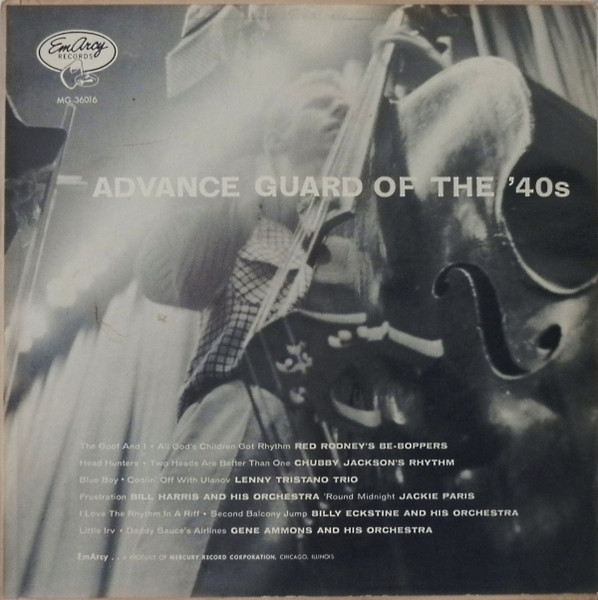 EmArcy
RECORDS
MG 36016
ADVANCE GUARD OF THE '40s
The Goof And I • All God's Children Got Rhythm RED RODNEY'S BE-BOPPERS
Head Hunters • Two Heads Are Better Than One CHUBBY JACKSON'S RHYTHM
Blue Boy • Coolin' Off With Ulanov LENNY TRISTANO TRIO
Frustration BILL HARRIS AND HIS ORCHESTRA 'Round Midnight JACKIE PARIS
I Love The Rhythm In A Riff • Second Balcony Jump BILLY ECKSTINE AND HIS ORCHESTRA
Little Irv • Daddy Sauce's Airlines GENE AMMONS AND HIS ORCHESTRA
EmArcy . . A PRODUCT OF MERCURY RECORD CORPORATION, CHICAGO, ILLINOIS